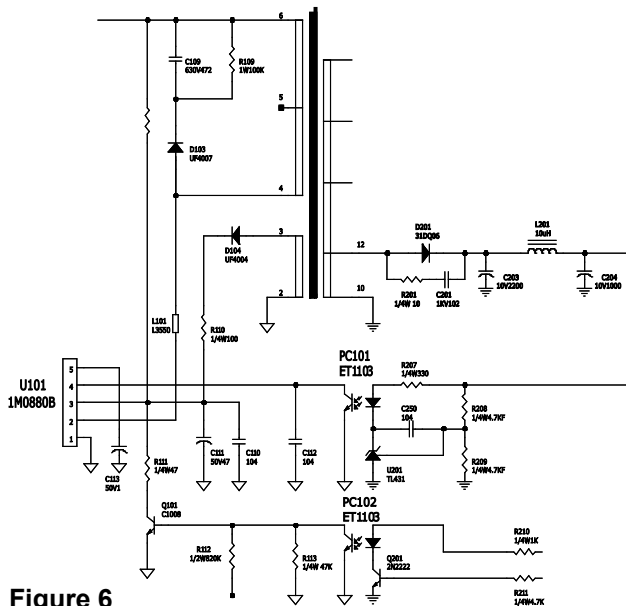 6
C109
630V472
R109
1W100K
5
D103
UF4007
4
3
D104
UF4004
2
12
D201
31DQ06
L201
10uH
R201
1/4W 10
C201
1KV102
C203
10V2200
C204
10V1000
10
L101
L3550
R110
1/4W100
U101
1M0880B
5
4
3
2
1
PC101
ET1103
R207
1/4W330
C250
104
R208
1/4W4.7KF
U201
TL431
R209
1/4W4.7KF
C113
50V1
R111
1/4W47
C111
50V47
C110
104
C112
104
PC102
ET1103
Q101
C1008
R112
1/2W820K
R113
1/4W 47K
Q201
2N2222
R210
1/4W1K
R211
1/4W4.7K
Figure 6